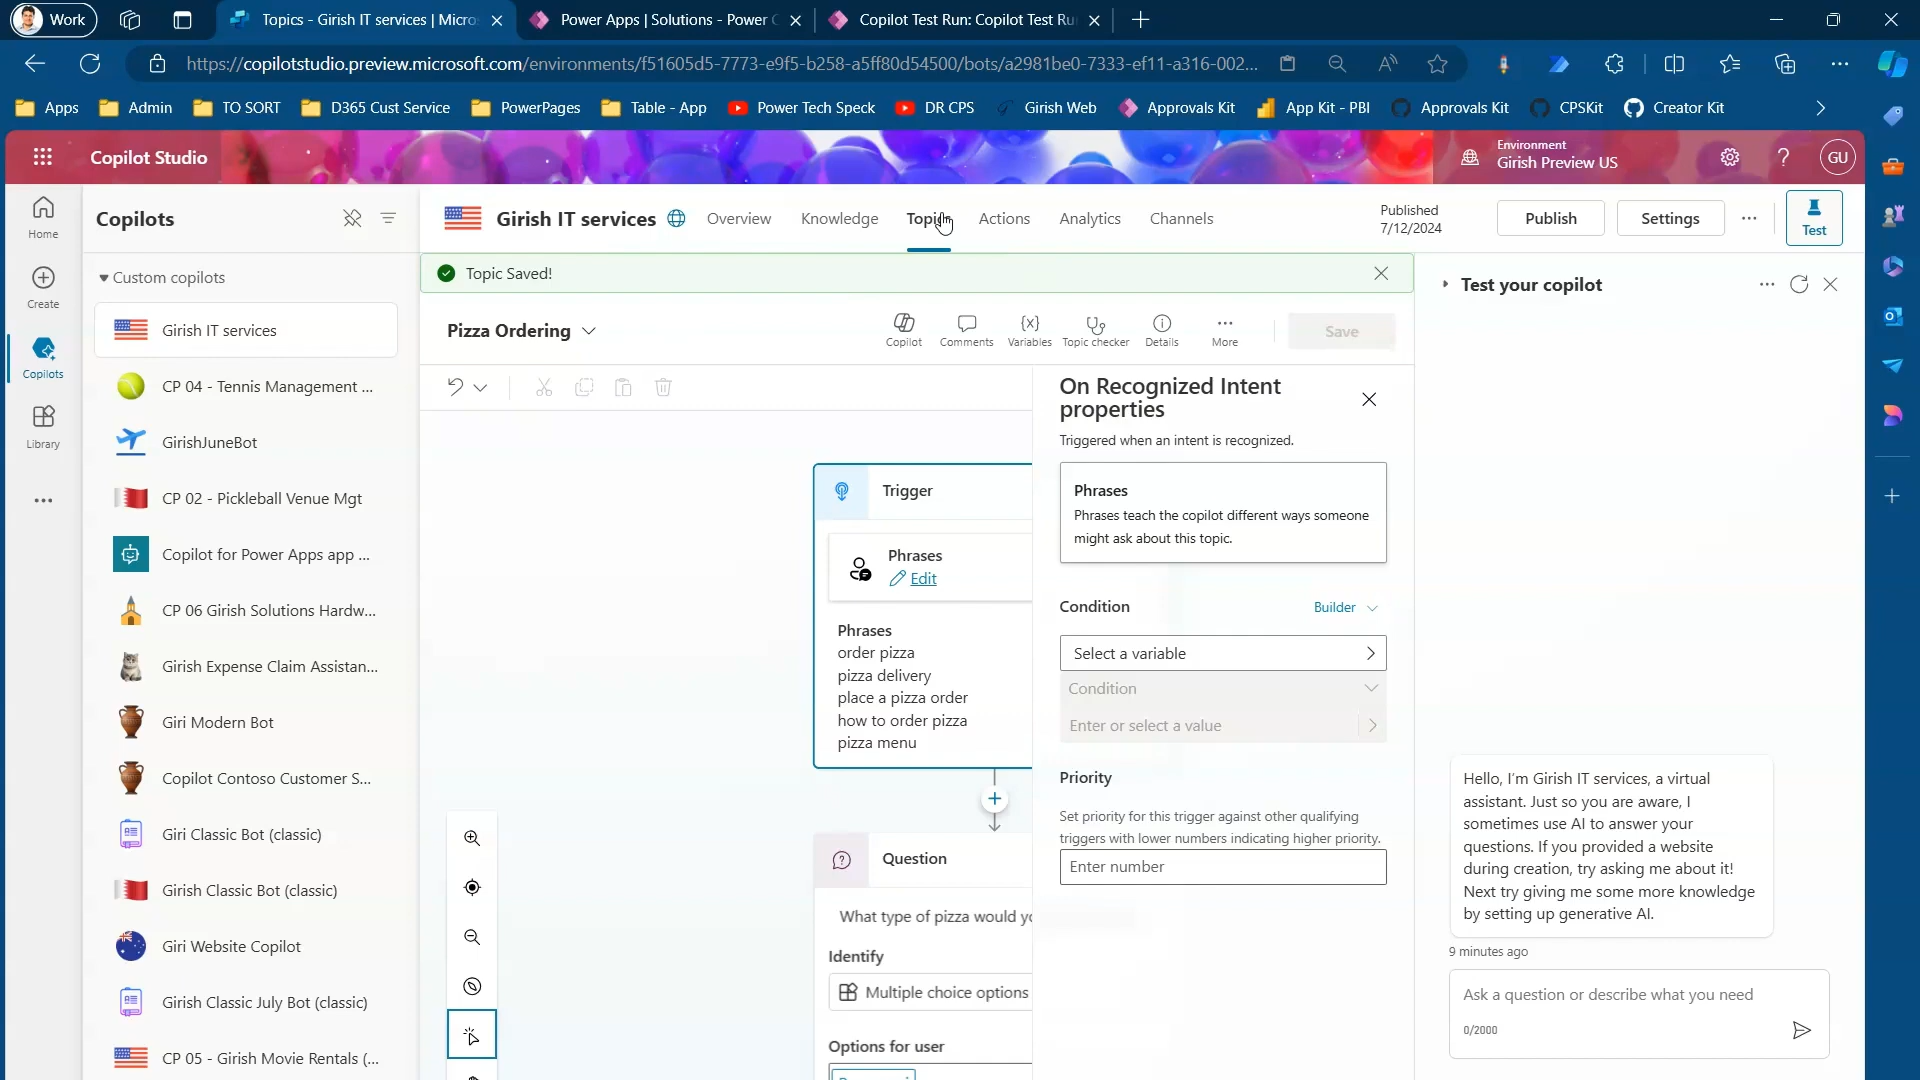 Work
Topics - Girish IT services | Micro
Power Apps | Solutions - Power
Copilot Test Run: Copilot Test Ru
https://copilotstudio.preview.microsoft.com/environments/f51605d5-7773-e9f5-b258-a5ff80d54500/bots/a2981be0-7333-ef11-a316-002...
Apps
Admin
TO SORT
D365 Cust Service
PowerPages
Table - App
Power Tech Speck
DR CPS
Girish Web
Approvals Kit
App Kit - PBI
Approvals Kit
CPSKit
Creator Kit
Copilot Studio
Environment
Girish Preview US
GU
Home
Create
Copilots
Library
Copilots
Custom copilots
Girish IT services
CP 04 - Tennis Management ...
GirishJuneBot
CP 02 - Pickleball Venue Mgt
Copilot for Power Apps app ...
CP 06 Girish Solutions Hardw...
Girish Expense Claim Assistan...
Giri Modern Bot
Copilot Contoso Customer S...
Giri Classic Bot (classic)
Girish Classic Bot (classic)
Giri Website Copilot
Girish Classic July Bot (classic)
CP 05 - Girish Movie Rentals (...
Girish IT services
Overview
Knowledge
Topics
Actions
Analytics
Channels
Published
7/12/2024
Publish
Settings
Test
Topic Saved!
Pizza Ordering
Copilot
Comments
{x}
Variables
Topic checker
Details
More
Save
Trigger
Phrases
Edit
Phrases
order pizza
pizza delivery
place a pizza order
how to order pizza
pizza menu
Question
What type of pizza would yo
Identify
Multiple choice options
Options for user
On Recognized Intent
properties
Triggered when an intent is recognized.
Phrases
Phrases teach the copilot different ways someone
might ask about this topic.
Condition
Builder
Select a variable
Condition
Enter or select a value
Priority
Set priority for this trigger against other qualifying
triggers with lower numbers indicating higher priority.
Enter number
Test your copilot
Hello, I'm Girish IT services, a virtual
assistant. Just so you are aware, I
sometimes use AI to answer your
questions. If you provided a website
during creation, try asking me about it!
Next try giving me some more knowledge
by setting up generative AI.
9 minutes ago
Ask a question or describe what you need
0/2000